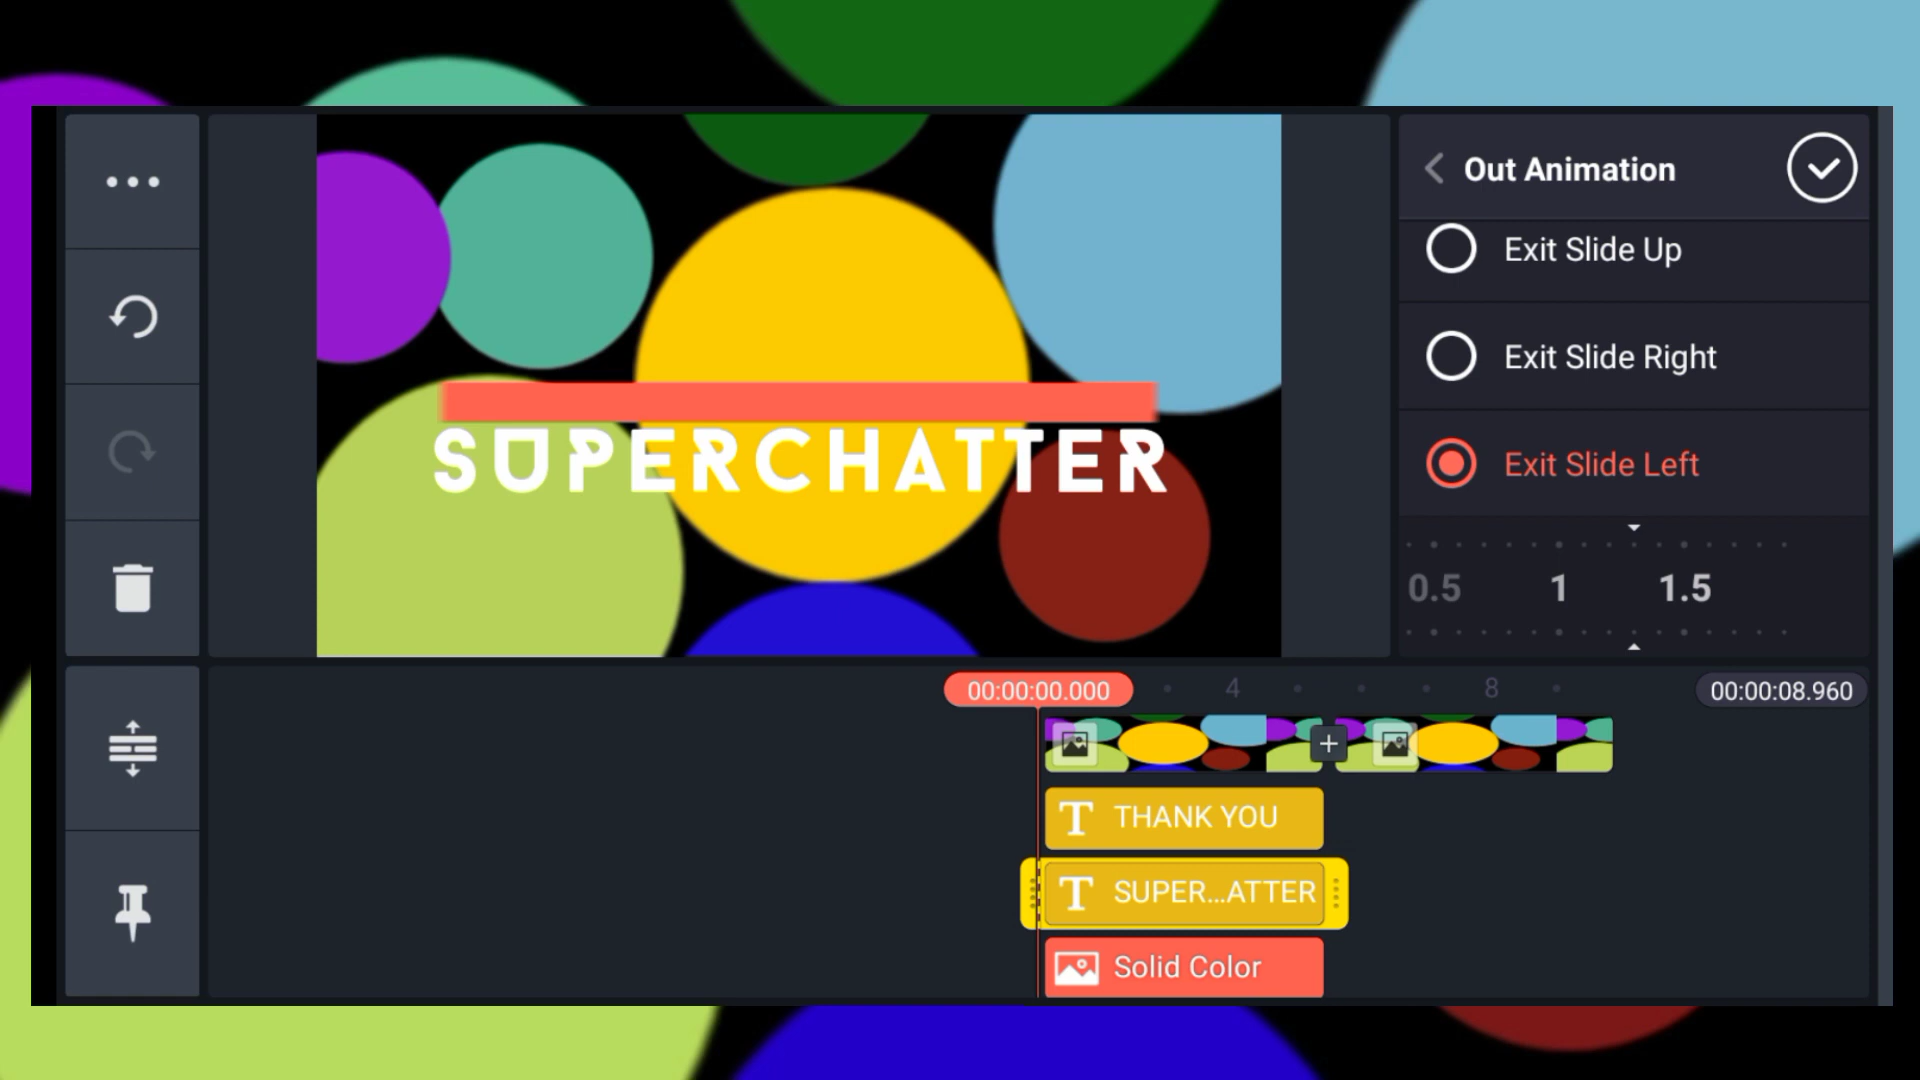 Out Animation
Exit Slide Up
Exit Slide Right
Exit Slide Left
0.5 1 1.5
SUPERCHATTER
00:00:00.000 4 8 00:00:08.960
T THANK YOU
T SUPER...ATTER
Solid Color